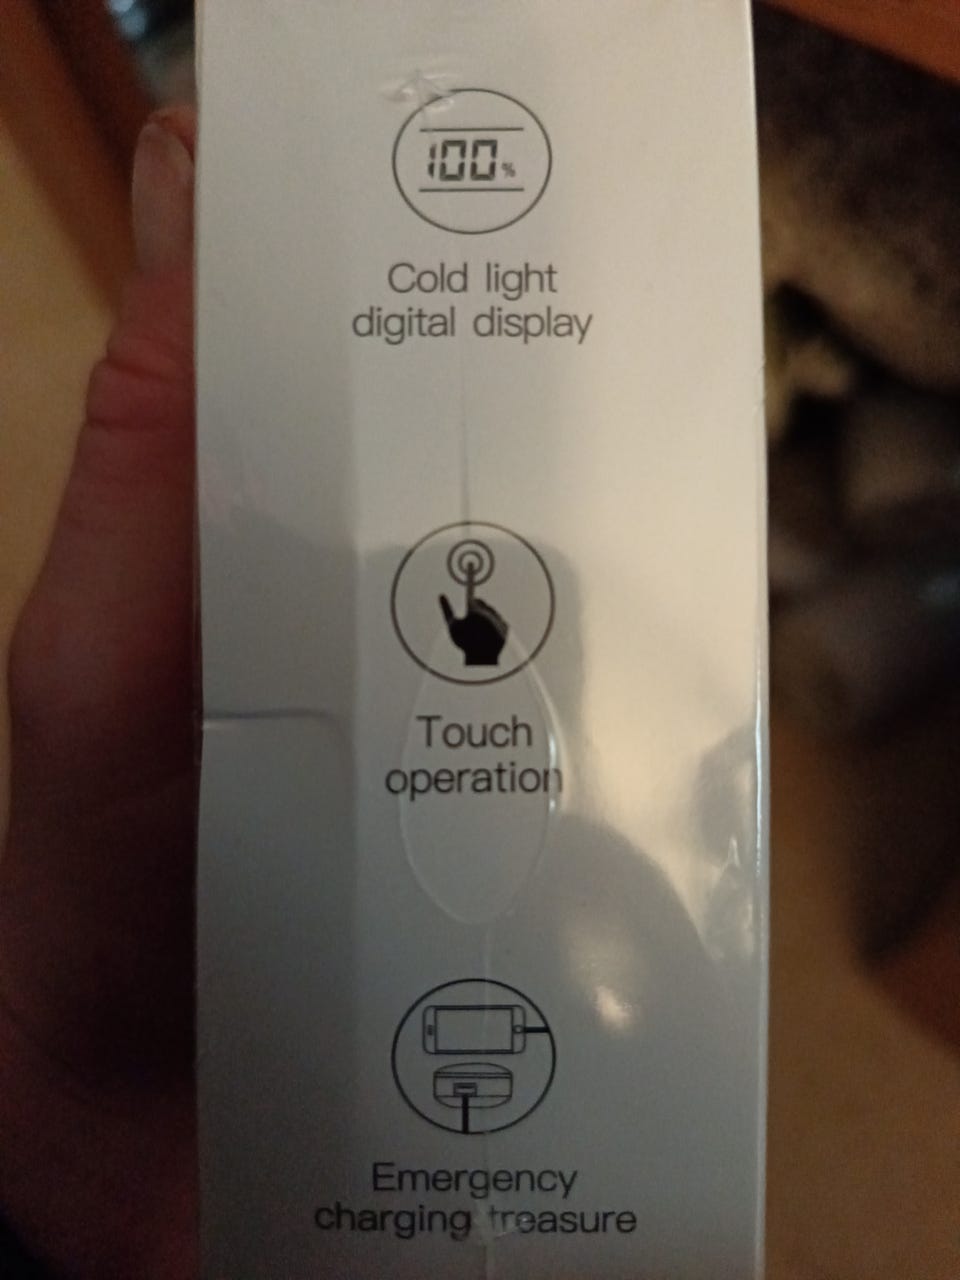 100%
Cold light
digital display
Touch
operation
Emergency
charging treasure